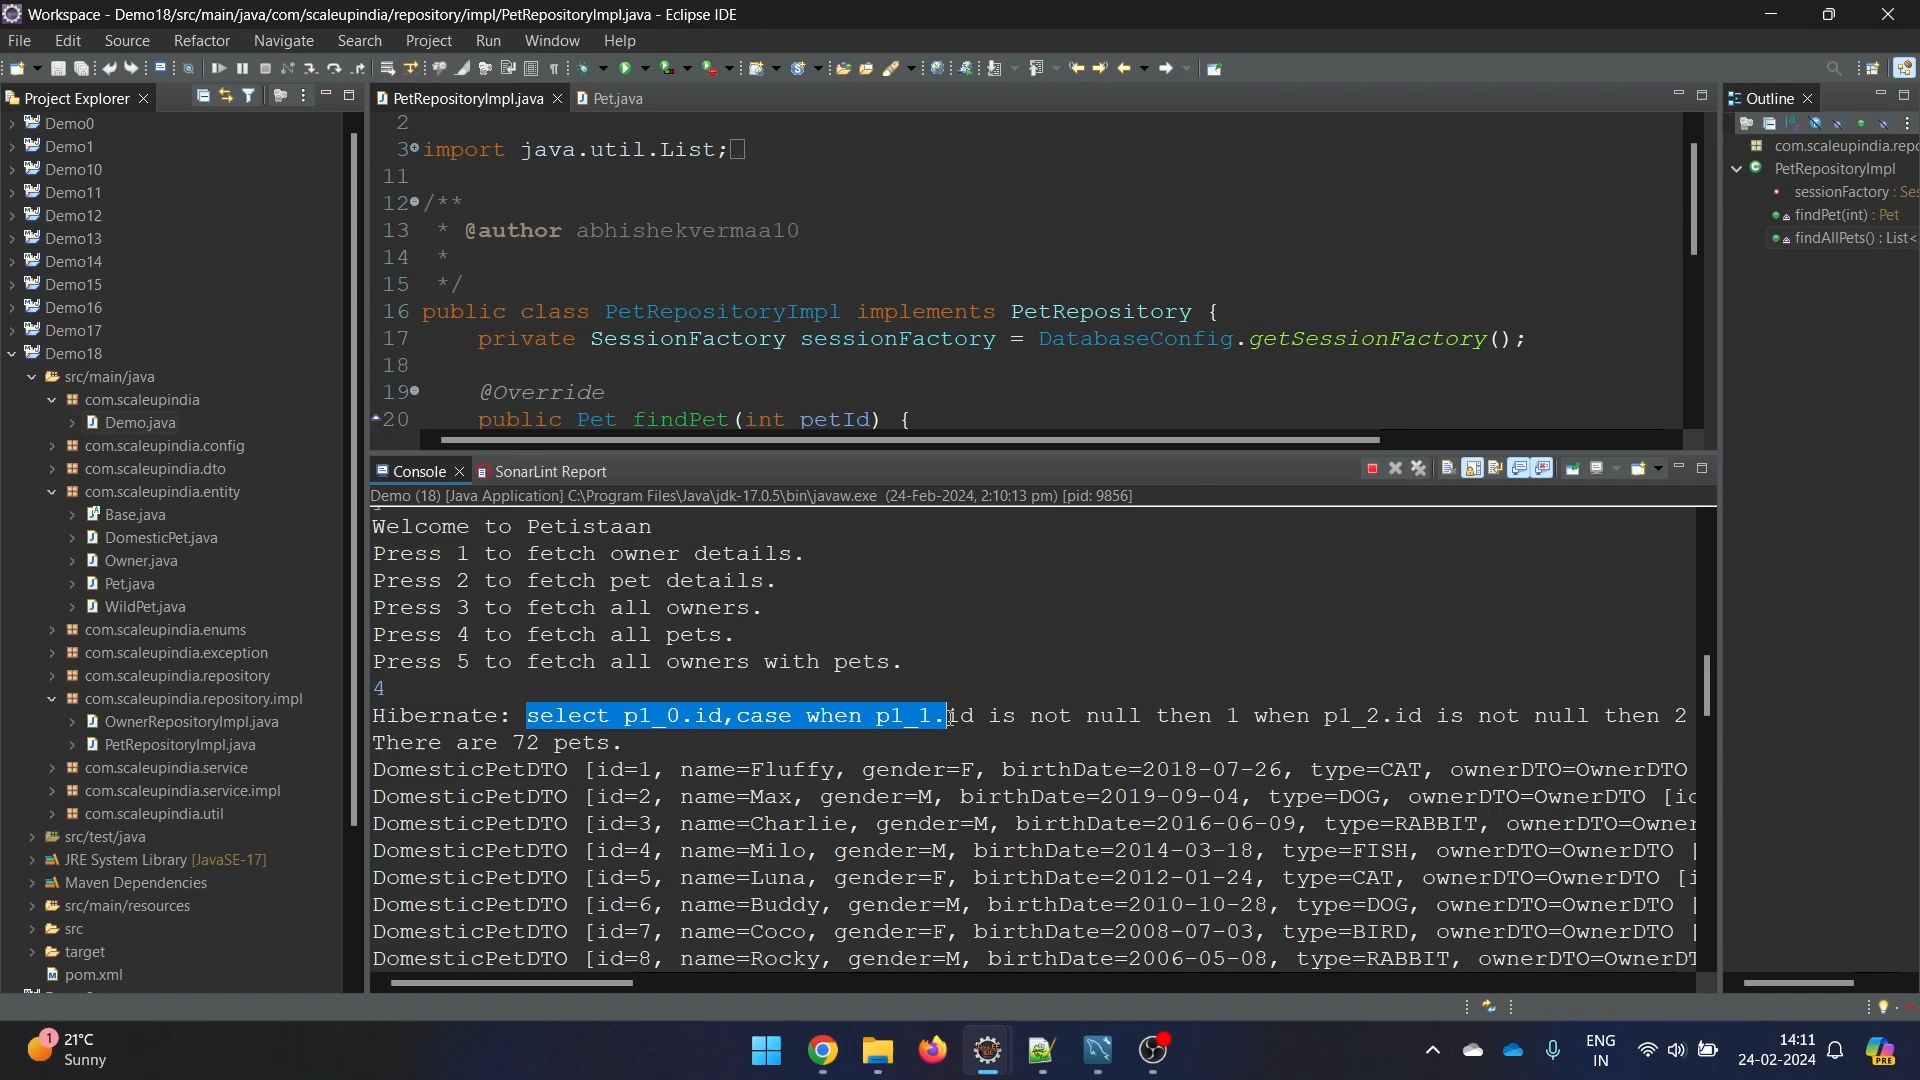 Workspace - Demo18/src/main/java/com/scaleupindia/repository/impl/PetRepositoryImpl.java - Eclipse IDE
File Edit Source Refactor Navigate Search Project Run Window Help
Project Explorer
Demo0
Demo1
Demo10
Demo11
Demo12
Demo13
Demo14
Demo15
Demo16
Demo17
Demo18
src/main/java
com.scaleupindia
Demo.java
com.scaleupindia.config
com.scaleupindia.dto
com.scaleupindia.entity
Base.java
DomesticPet.java
Owner.java
Pet.java
WildPet.java
com.scaleupindia.enums
com.scaleupindia.exception
com.scaleupindia.repository
com.scaleupindia.repository.impl
OwnerRepositoryImpl.java
PetRepositoryImpl.java
com.scaleupindia.service
com.scaleupindia.service.impl
com.scaleupindia.util
src/test/java
JRE System Library [JavaSE-17]
Maven Dependencies
src/main/resources
src
target
pom.xml
PetRepositoryImpl.java Pet.java
2
3 import java.util.List;
11
12 /**
13 * @author abhishekvermaa10
14 *
15 */
16 public class PetRepositoryImpl implements PetRepository {
17 private SessionFactory sessionFactory = DatabaseConfig.getSessionFactory();
18
19 @Override
20 public Pet findPet(int petId) {
Console SonarLint Report
Demo (18) [Java Application] C:\Program Files\Java\jdk-17.0.5\bin\javaw.exe (24-Feb-2024, 2:10:13 pm) [pid: 9856]
Welcome to Petistaan
Press 1 to fetch owner details.
Press 2 to fetch pet details.
Press 3 to fetch all owners.
Press 4 to fetch all pets.
Press 5 to fetch all owners with pets.
4
Hibernate: select p1_0.id,case when p1_1.id is not null then 1 when p1_2.id is not null then 2
There are 72 pets.
DomesticPetDTO [id=1, name=Fluffy, gender=F, birthDate=2018-07-26, type=CAT, ownerDTO=OwnerDTO
DomesticPetDTO [id=2, name=Max, gender=M, birthDate=2019-09-04, type=DOG, ownerDTO=OwnerDTO [id
DomesticPetDTO [id=3, name=Charlie, gender=M, birthDate=2016-06-09, type=RABBIT, ownerDTO=Owner
DomesticPetDTO [id=4, name=Milo, gender=M, birthDate=2014-03-18, type=FISH, ownerDTO=OwnerDTO [
DomesticPetDTO [id=5, name=Luna, gender=F, birthDate=2012-01-24, type=CAT, ownerDTO=OwnerDTO [i
DomesticPetDTO [id=6, name=Buddy, gender=M, birthDate=2010-10-28, type=DOG, ownerDTO=OwnerDTO [
DomesticPetDTO [id=7, name=Coco, gender=F, birthDate=2008-07-03, type=BIRD, ownerDTO=OwnerDTO [
DomesticPetDTO [id=8, name=Rocky, gender=M, birthDate=2006-05-08, type=RABBIT, ownerDTO=OwnerDT
Outline
com.scaleupindia.repo
PetRepositoryImpl
sessionFactory : Ses
findPet(int) : Pet
findAllPets() : List<
1
21°C
Sunny
ENG
IN
14:11
24-02-2024
PRE